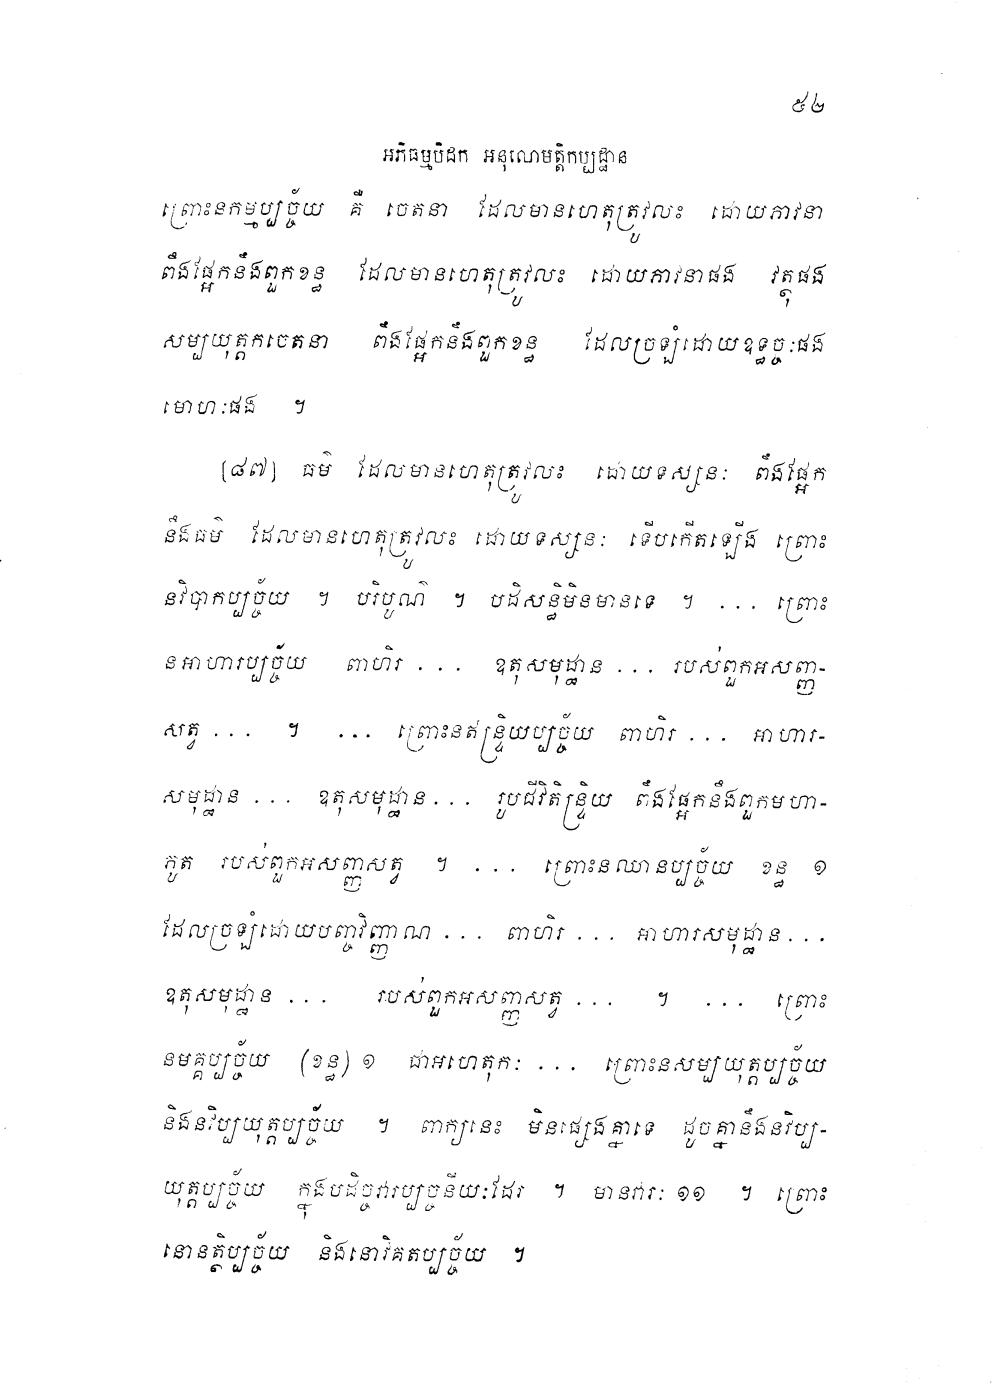 ៥២
អភិធម្មបិដក អនុលោមត្តិកប្បដ្ឋាន
ព្រោះនកម្មប្បច្ច័យ គឺ ចេតនា ដែលមានហេតុត្រូវលះ ដោយភាវនា
ពឹងផ្អែកនឹងពួកខន្ធ ដែលមានហេតុត្រូវលះ ដោយភាវនាផង វត្ថុផង
សម្បយុត្តកចេតនា ពឹងផ្អែកនឹងពួកខន្ធ ដែលច្រឡំដោយឧទ្ធច្ចៈផង
មោហៈផង ។
[៨៧] ធម៌ ដែលមានហេតុត្រូវលះ ដោយទស្សនៈ ពឹងផ្អែក
នឹងធម៌ ដែលមានហេតុត្រូវលះ ដោយទស្សនៈ ទើបកើតឡើង ព្រោះ
នវិបាកប្បច្ច័យ ។ បរិបូណ៌ ។ បដិសន្ធិមិនមានទេ ។ ... ព្រោះ
នអាហារប្បច្ច័យ ពាហិរ ... ឧតុសមុដ្ឋាន ... របស់ពួកអសញ្ញ-
សត្វ ... ។ ... ព្រោះនឥន្ទ្រិយប្បច្ច័យ ពាហិរ ... អាហារ-
សមុដ្ឋាន ... ឧតុសមុដ្ឋាន ... រូបជីវិតិន្ទ្រិយ ពឹងផ្អែកនឹងពួកមហា-
ភូត របស់ពួកអសញ្ញសត្វ ។ ... ព្រោះនឈានប្បច្ច័យ ខន្ធ ១
ដែលច្រឡំដោយបញ្ចវិញ្ញាណ ... ពាហិរ ... អាហារសមុដ្ឋាន ...
ឧតុសមុដ្ឋាន ... របស់ពួកអសញ្ញសត្វ ... ។ ... ព្រោះ
នមគ្គប្បច្ច័យ (ខន្ធ) ១ ជាអហេតុកៈ ... ព្រោះនសម្បយុត្តប្បច្ច័យ
និងនវិប្បយុត្តប្បច្ច័យ ។ ពាក្យនេះ មិនផ្សេងគ្នាទេ ដូចគ្នានឹងនវិប្ប-
យុត្តប្បច្ច័យ ក្នុងបដិច្ចវារប្បច្ចនីយៈដែរ ។ មានវារៈ ១១ ។ ព្រោះ
នោនត្ថិប្បច្ច័យ និងនោវិគតប្បច្ច័យ ។